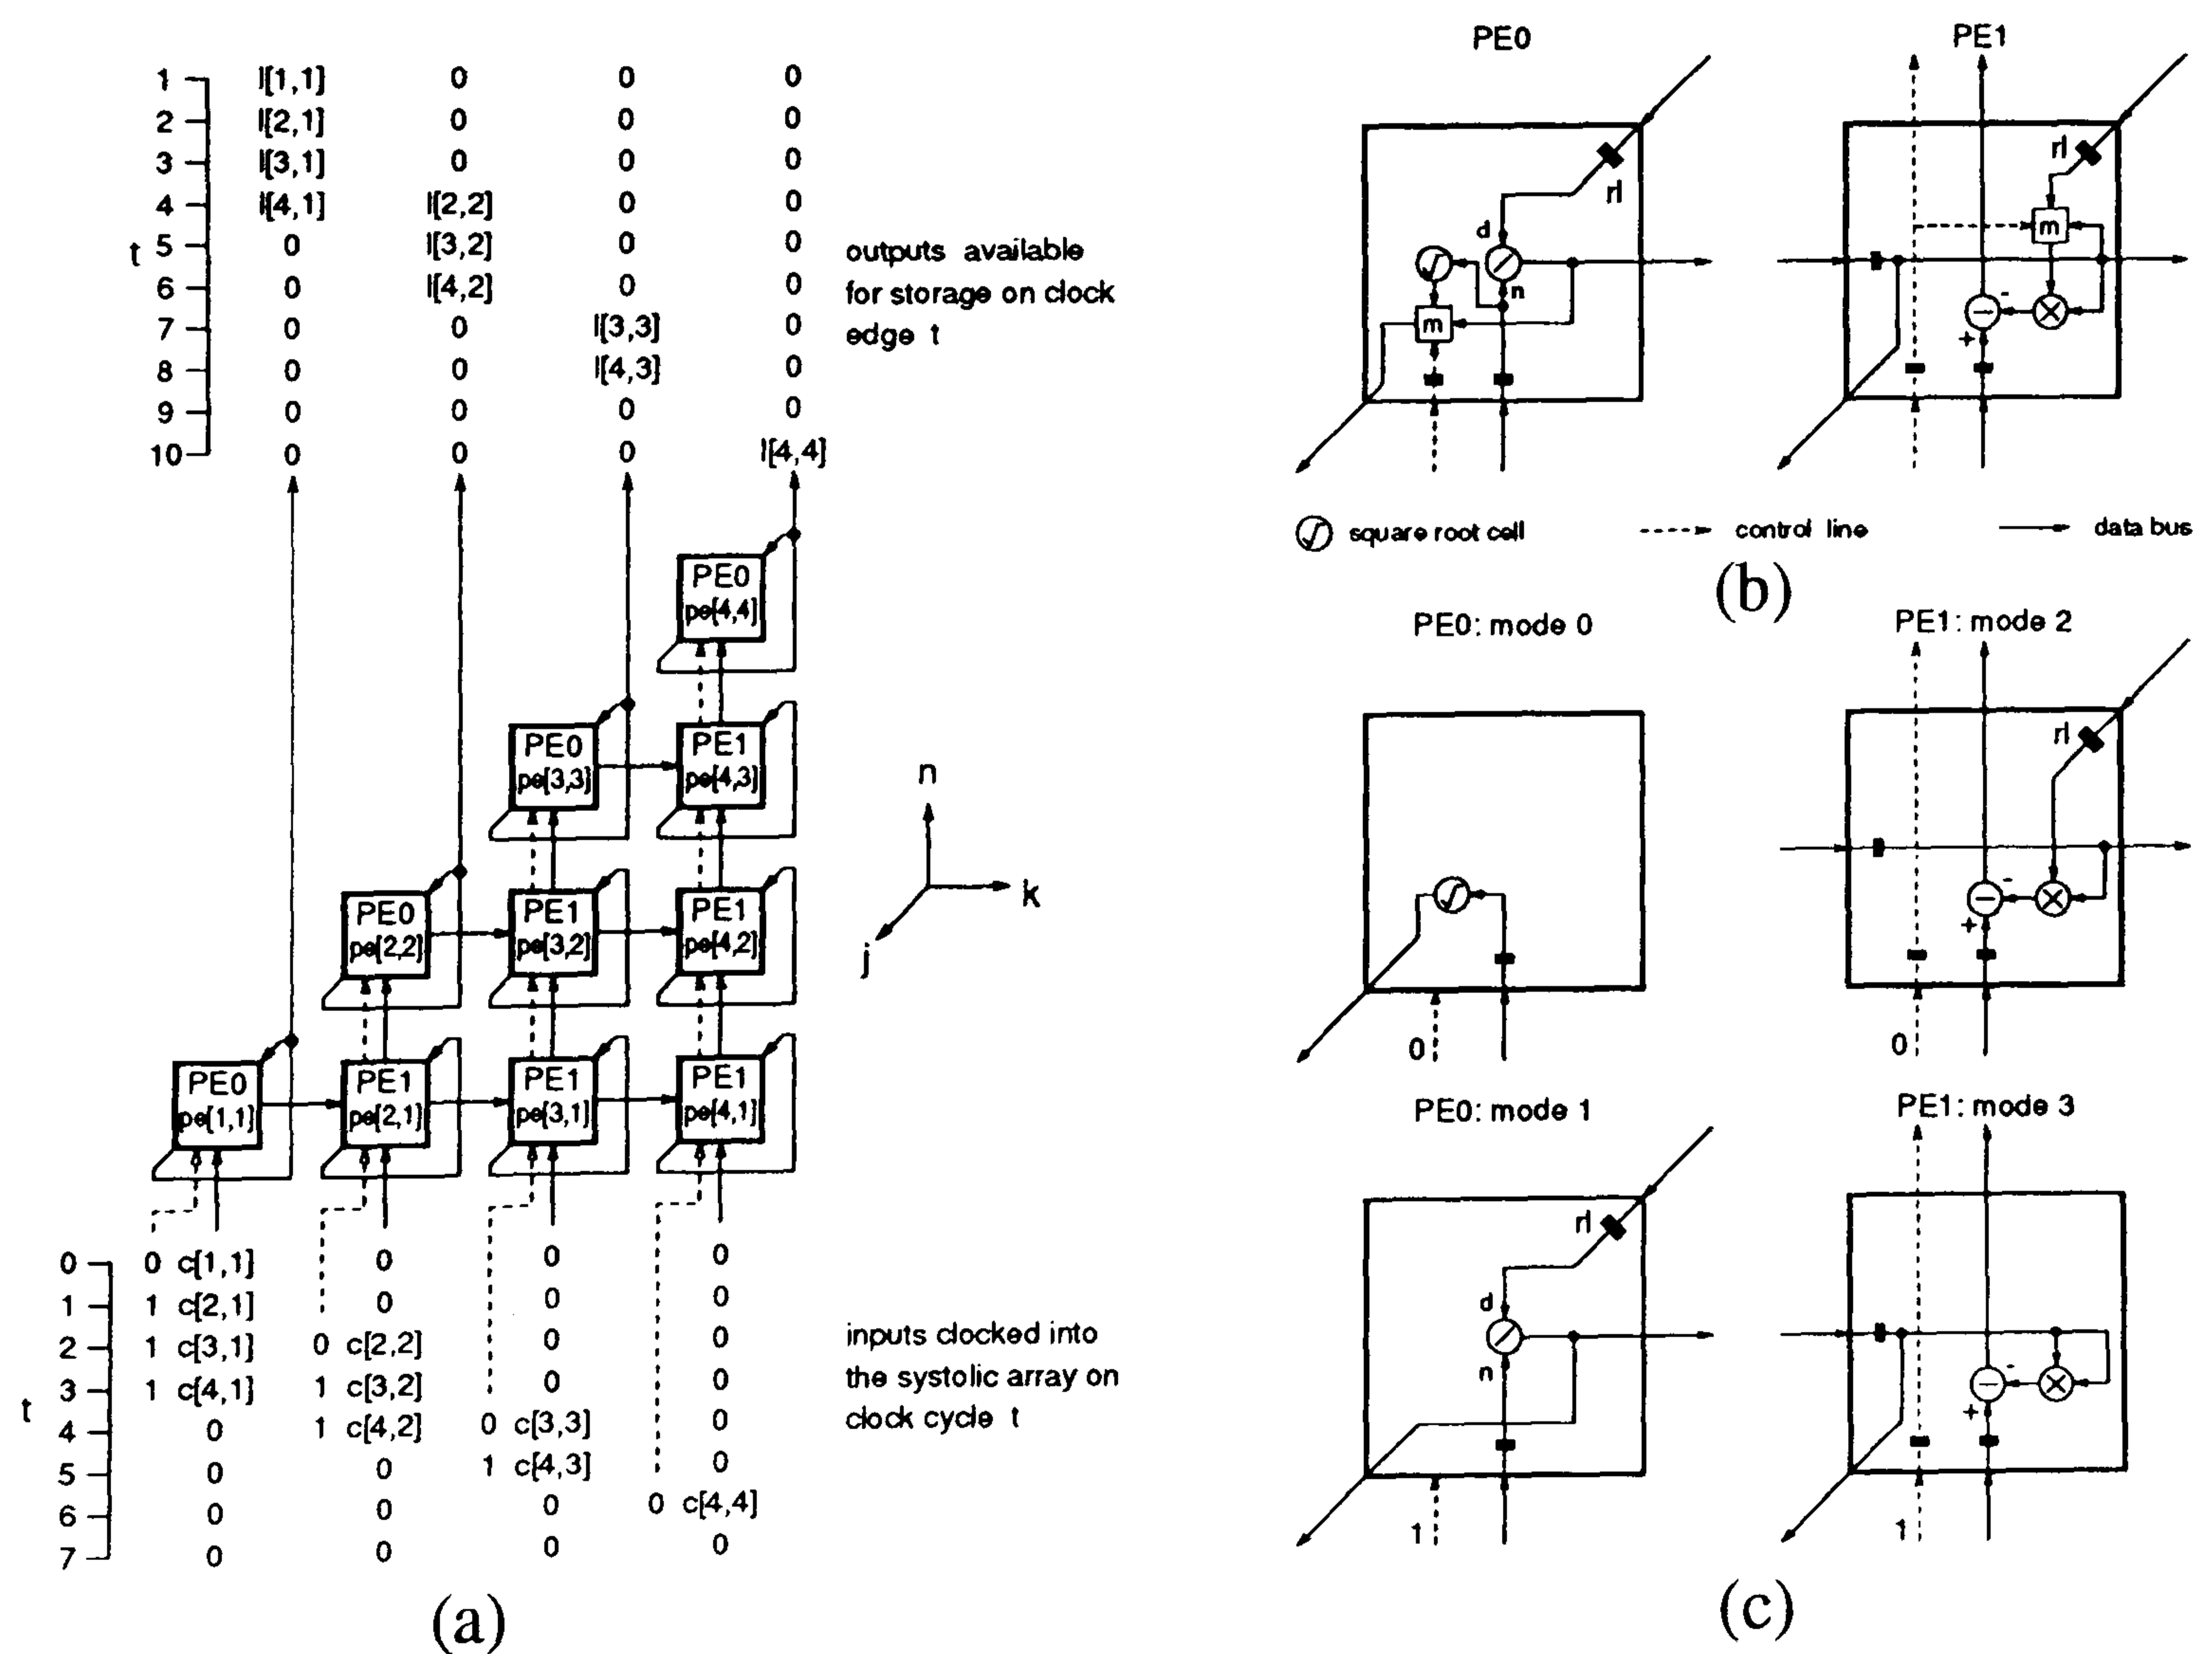 1 l[1,1] 0 0 0
2 l[2,1] 0 0 0
3 l[3,1] 0 0 0
4 l[4,1] l[2,2] 0 0
t 5 0 l[3,2] 0 0
6 0 l[4,2] 0 0
7 0 0 l[3,3] 0
8 0 0 l[4,3] 0
9 0 0 0 0
10 0 0 0 l[4,4]
outputs available
for storage on clock
edge t
PE0
pe[4,4]
PE0 PE1
pe[3,3] pe[4,3]
PE0 PE1 PE1
pe[2,2] pe[3,2] pe[4,2]
PE0 PE1 PE1 PE1
pe[1,1] pe[2,1] pe[3,1] pe[4,1]
n
k
j
0 0 c[1,1] 0 0 0
1 1 c[2,1] 0 0 0
2 1 c[3,1] 0 c[2,2] 0 0
3 1 c[4,1] 1 c[3,2] 0 0
t
4 0 1 c[4,2] 0 c[3,3] 0
5 0 0 1 c[4,3] 0
6 0 0 0 0 c[4,4]
7 0 0 0 0
inputs clocked into
the systolic array on
clock cycle t
(a)
PE0 PE1
rl
d
n
m
rl
m
-
+
square root cell control line data bus
(b)
PE0: mode 0 PE1: mode 2
0
rl
-
+
0
PE0: mode 1 PE1: mode 3
rl
d
n
1
-
+
1
(c)